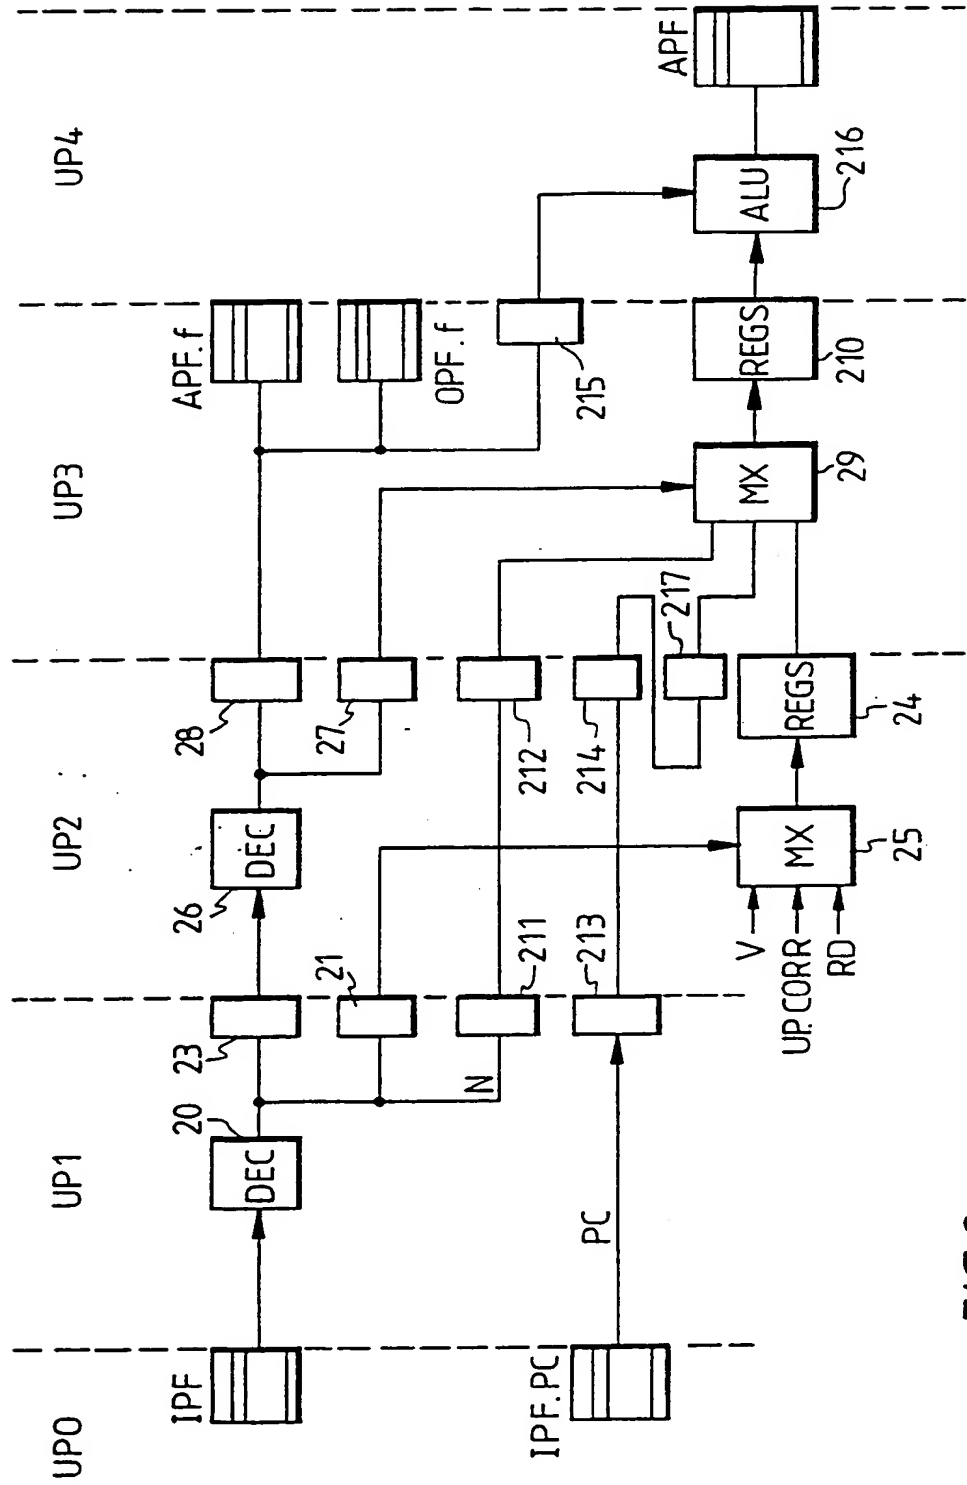 UP0
UP1
UP2
UP3
UP4
IPF
20
DEC
23
26
DEC
28
APF.f
21
27
OPF.f
N
211
212
215
IPF.PC
PC
213
214
217
V
UP.CORR
RD
MX
25
REGS
24
MX
29
REGS
210
ALU
216
APF